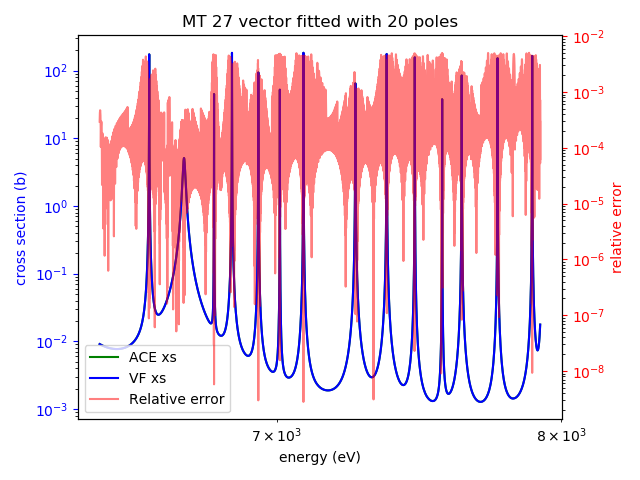 MT 27 vector fitted with 20 poles
10²
10¹
10⁰
10⁻¹
10⁻²
10⁻³
cross section (b)
10⁻²
10⁻³
10⁻⁴
10⁻⁵
10⁻⁶
10⁻⁷
10⁻⁸
relative error
ACE xs
VF xs
Relative error
7 × 10³
8 × 10³
energy (eV)